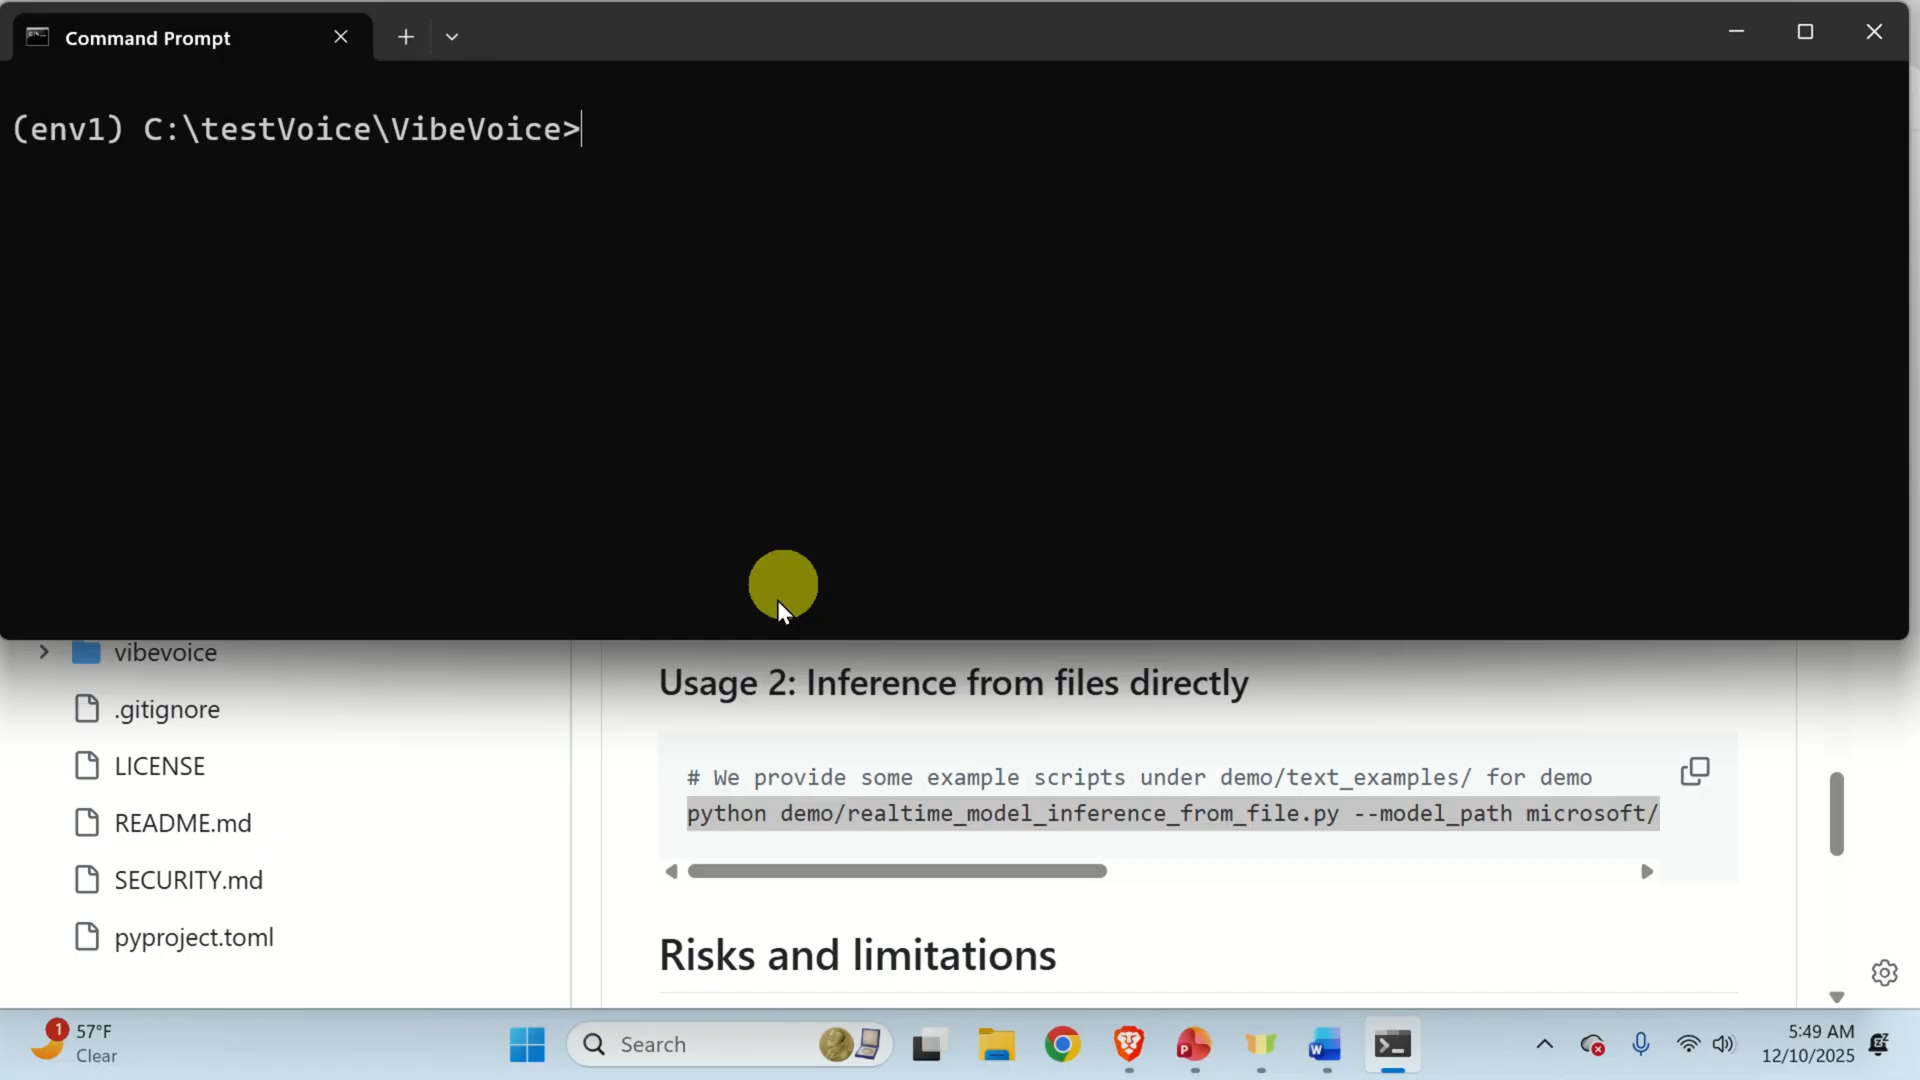 Command Prompt
(env1) C:\testVoice\VibeVoice>
vibevoice
.gitignore
LICENSE
README.md
SECURITY.md
pyproject.toml
Usage 2: Inference from files directly
# We provide some example scripts under demo/text_examples/ for demo
python demo/realtime_model_inference_from_file.py --model_path microsoft/
Risks and limitations
1
57°F
Clear
Search
5:49 AM
12/10/2025